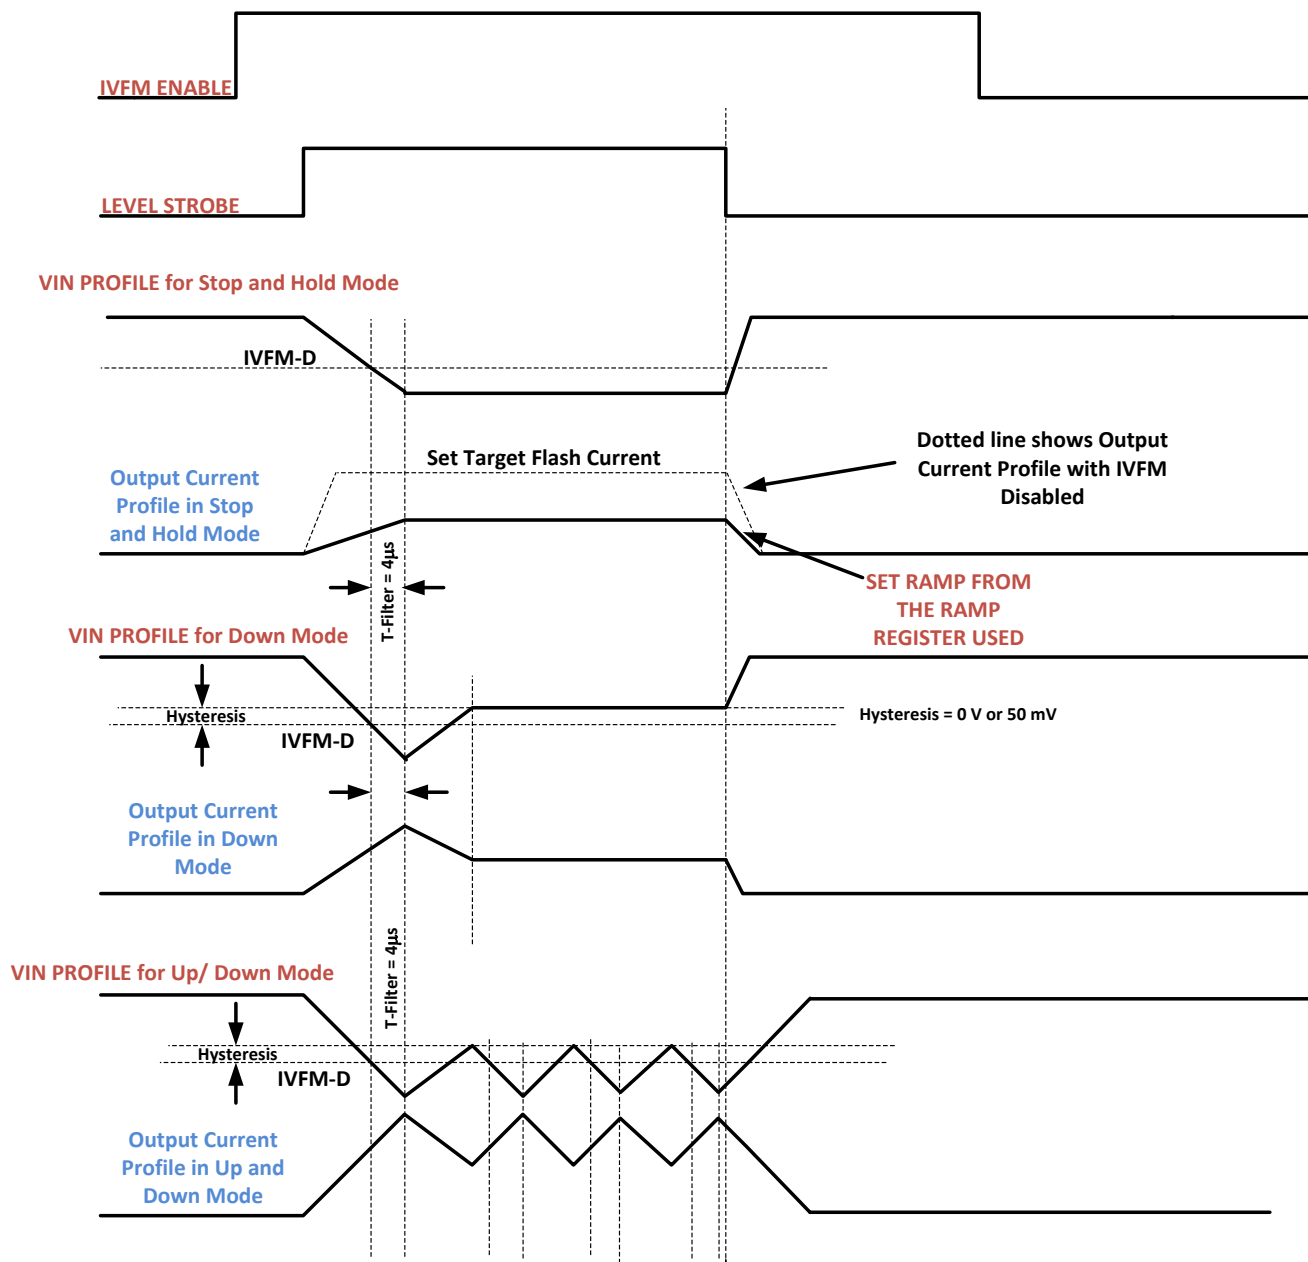 IVFM ENABLE
LEVEL STROBE
VIN PROFILE for Stop and Hold Mode
IVFM-D
Set Target Flash Current
Dotted line shows Output
Current Profile with IVFM
Disabled
Output Current
Profile in Stop
and Hold Mode
T-Filter = 4µs
SET RAMP FROM
THE RAMP
REGISTER USED
VIN PROFILE for Down Mode
Hysteresis
IVFM-D
Hysteresis = 0 V or 50 mV
Output Current
Profile in Down
Mode
T-Filter = 4µs
VIN PROFILE for Up/ Down Mode
Hysteresis
IVFM-D
Output Current
Profile in Up and
Down Mode